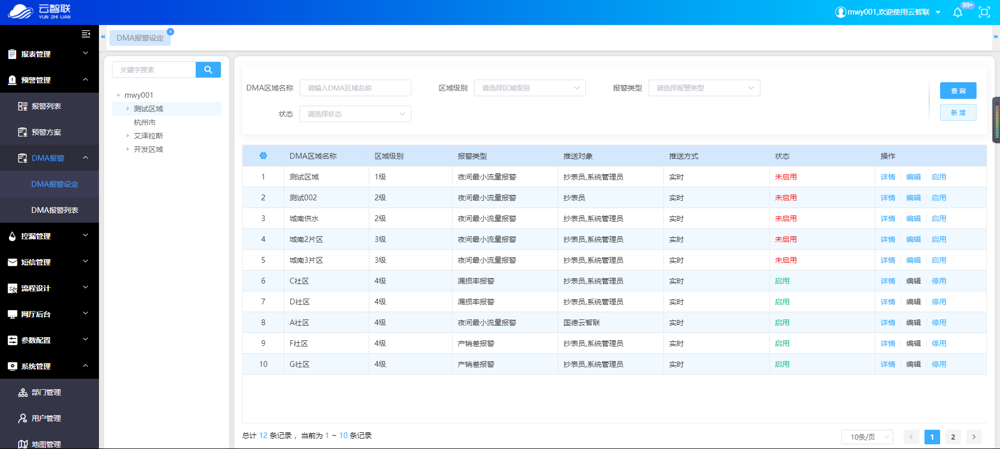 云智联
YUN ZHI LIAN
mwy001,欢迎使用云智联
99+
DMA报警设定
报表管理
预警管理
报警列表
预警方案
DMA报警
DMA报警设定
DMA报警列表
控漏管理
短信管理
流程设计
网厅后台
参数配置
系统管理
部门管理
用户管理
地图管理
关键字搜索
mwy001
测试区域
杭州市
艾泽拉斯
开发区域
DMA区域名称 请输入DMA区域名称 区域级别 请选择区域级别 报警类型 请选择报警类型
状态 请选择状态
查 询
新 增
DMA区域名称 区域级别 报警类型 推送对象 推送方式 状态 操作
1 测试区域 1级 夜间最小流量报警 抄表员,系统管理员 实时 未启用 详情 编辑 启用
2 测试002 2级 夜间最小流量报警 抄表员 实时 未启用 详情 编辑 启用
3 城南供水 2级 夜间最小流量报警 抄表员,系统管理员 实时 未启用 详情 编辑 启用
4 城南2片区 3级 夜间最小流量报警 抄表员,系统管理员 实时 未启用 详情 编辑 启用
5 城南3片区 3级 夜间最小流量报警 抄表员,系统管理员 实时 未启用 详情 编辑 启用
6 C社区 4级 漏损率报警 抄表员,系统管理员 实时 启用 详情 编辑 停用
7 D社区 4级 漏损率报警 抄表员,系统管理员 实时 启用 详情 编辑 停用
8 A社区 4级 夜间最小流量报警 国德云智联 实时 启用 详情 编辑 停用
9 F社区 4级 产销差报警 抄表员,系统管理员 实时 启用 详情 编辑 停用
10 G社区 4级 产销差报警 抄表员,系统管理员 实时 启用 详情 编辑 停用
总计 12 条记录 ，当前为 1 ~ 10 条记录
10条/页 1 2